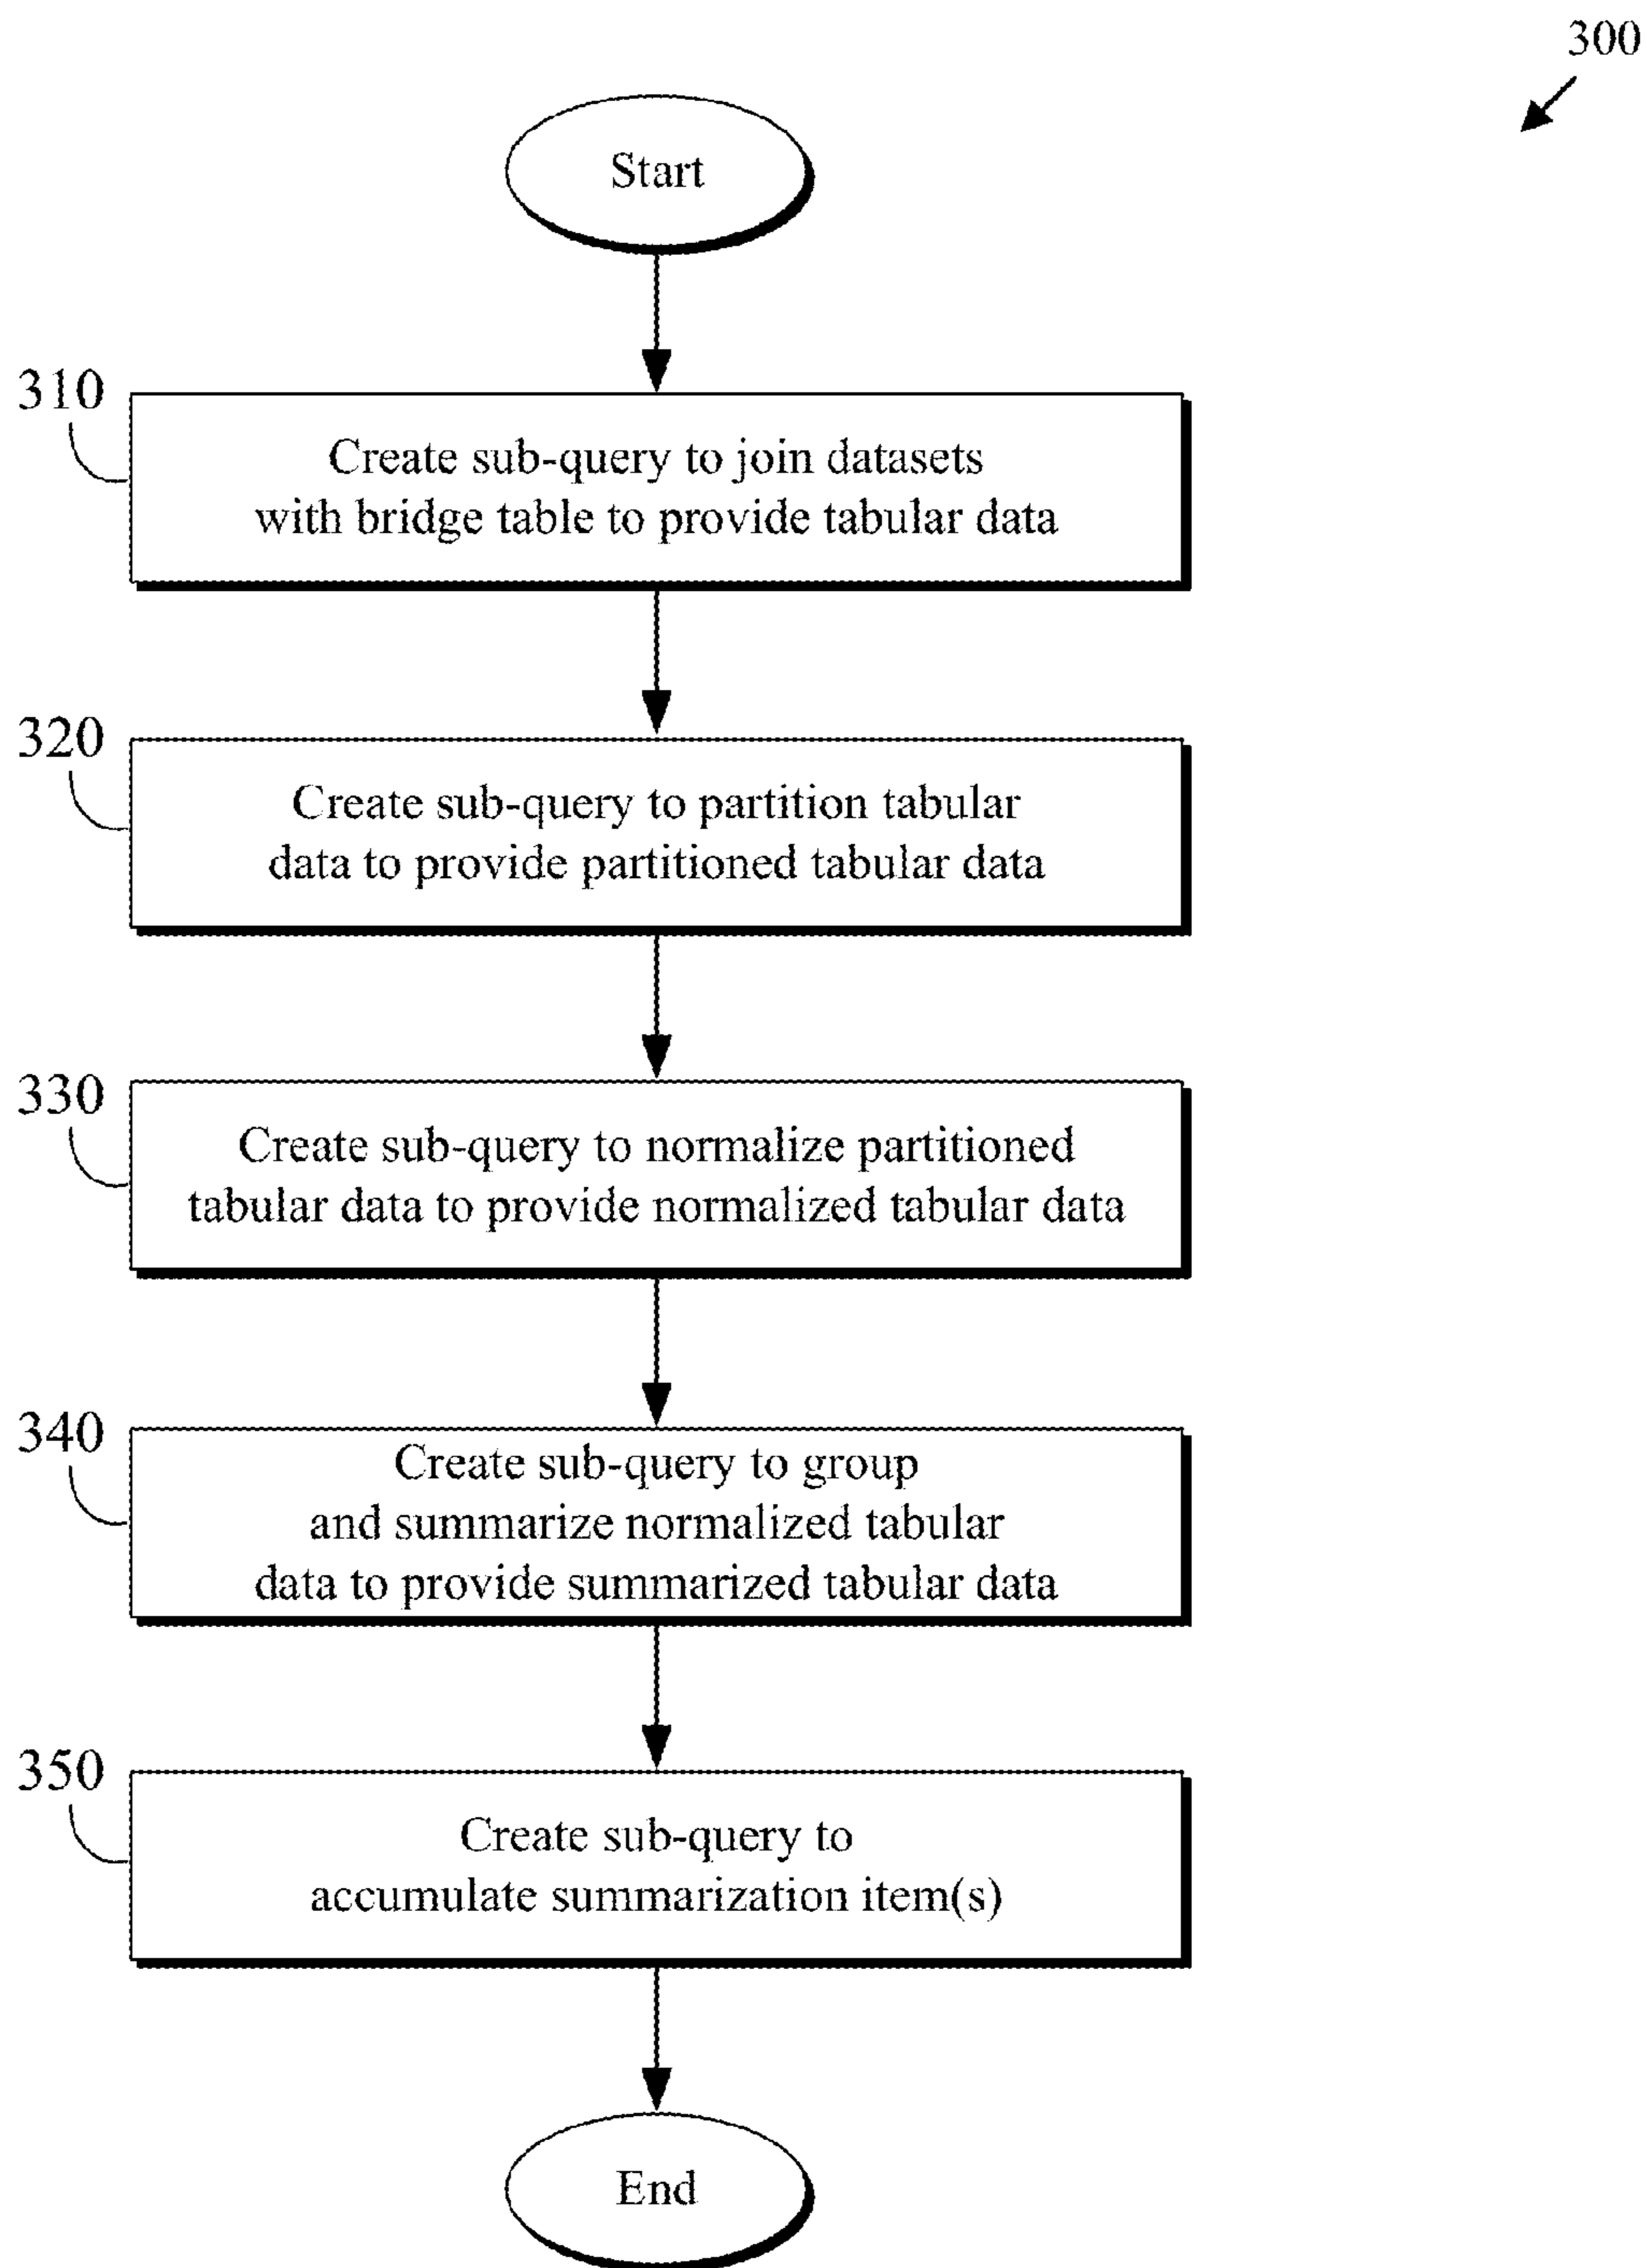 300
Start
310
Create sub-query to join datasets
with bridge table to provide tabular data
320
Create sub-query to partition tabular
data to provide partitioned tabular data
330
Create sub-query to normalize partitioned
tabular data to provide normalized tabular data
340
Create sub-query to group
and summarize normalized tabular
data to provide summarized tabular data
350
Create sub-query to
accumulate summarization item(s)
End